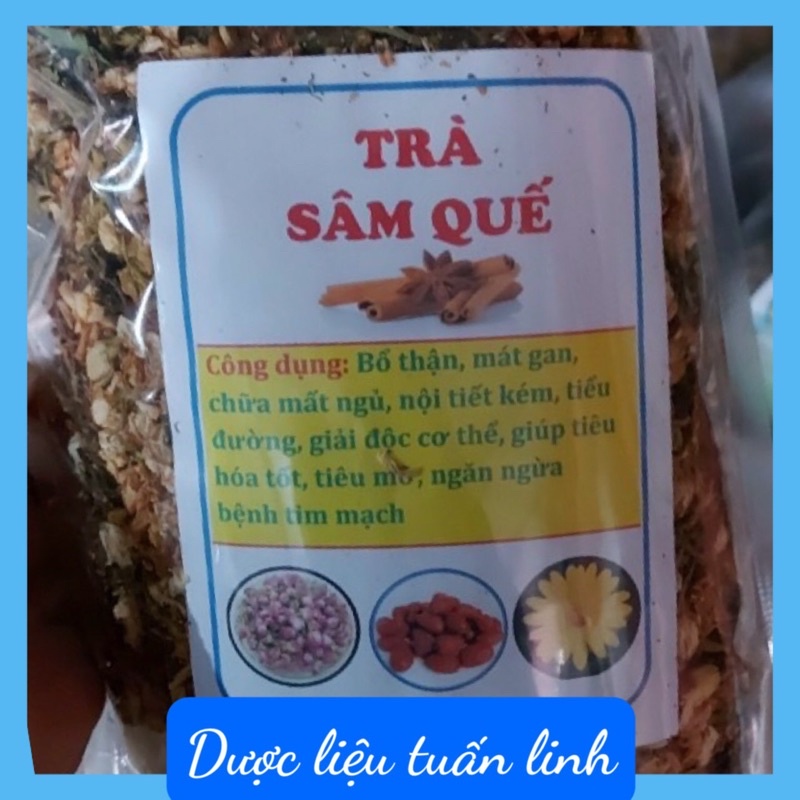 TRÀ
SÂM QUẾ
Công dụng: Bổ thận, mát gan,
chữa mất ngủ, nội tiết kém, tiểu
đường, giải độc cơ thể, giúp tiêu
hóa tốt, tiêu mỡ, ngăn ngừa
bệnh tim mạch
Dược liệu tuấn linh